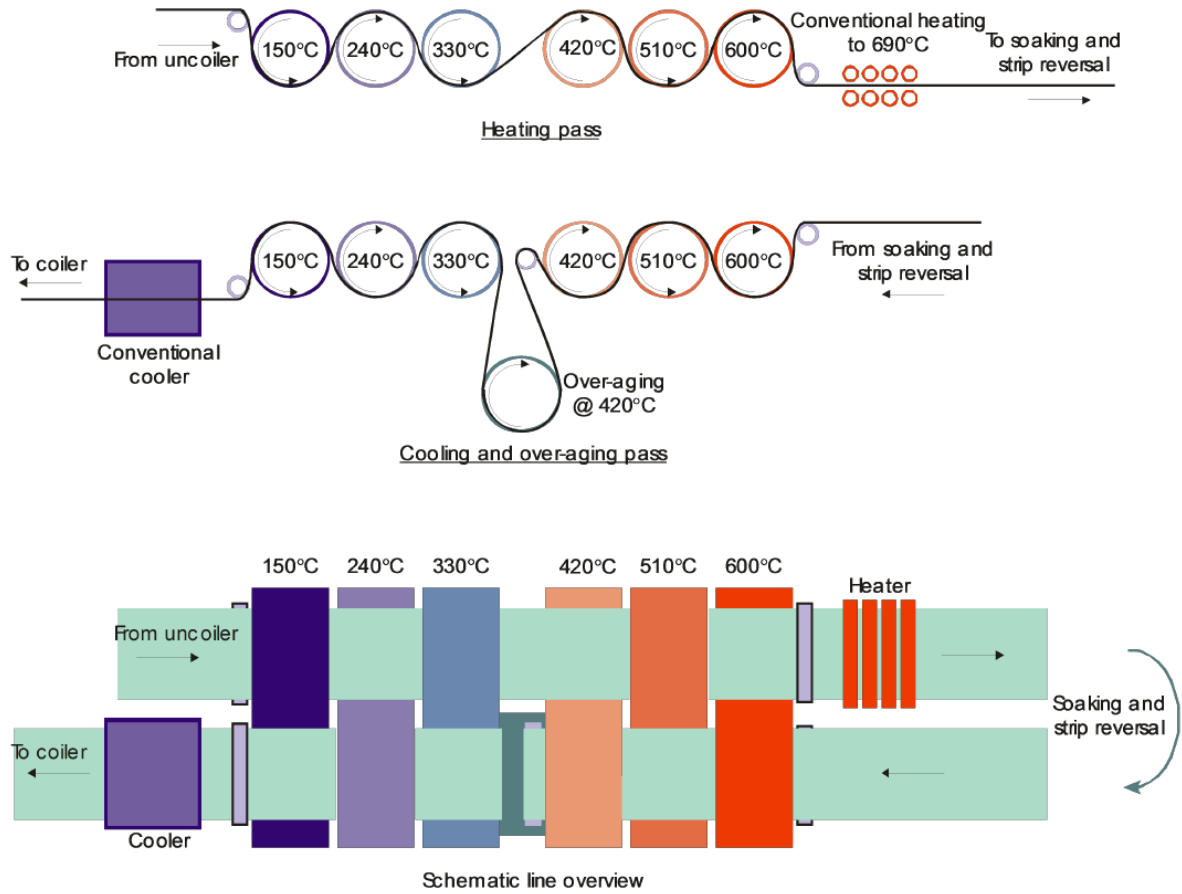 150°C
240°C
330°C
420°C
510°C
600°C
Conventional heating
to 690°C
From uncoiler
To soaking and
strip reversal
Heating pass
To coiler
150°C
240°C
330°C
420°C
510°C
600°C
From soaking and
strip reversal
Conventional
cooler
Over-aging
@ 420°C
Cooling and over-aging pass
150°C
240°C
330°C
420°C
510°C
600°C
Heater
From uncoiler
Soaking and
strip reversal
To coiler
Cooler
Schematic line overview